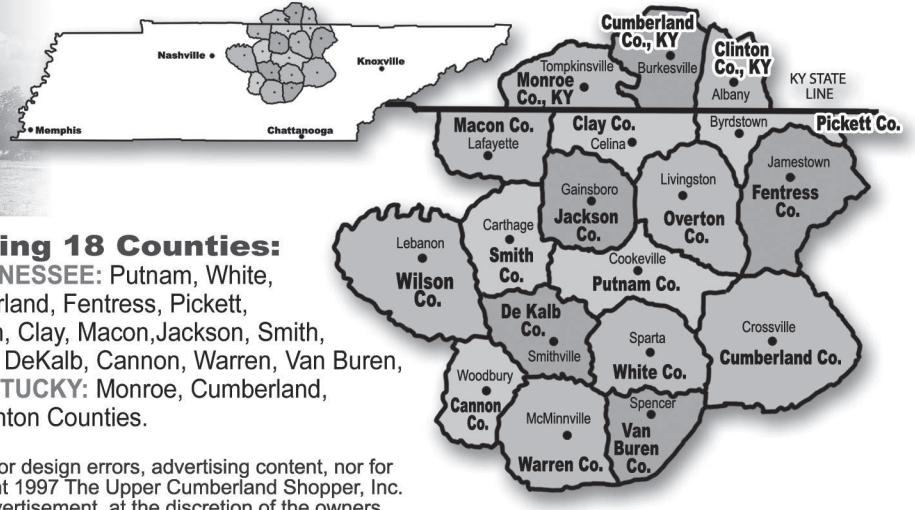 Nashville
Knoxville
Memphis
Chattanooga
Cumberland
Co., KY
Burkesville
Clinton
Co., KY
Albany
Tompkinsville
Monroe
Co., KY
KY STATE
LINE
Macon Co.
Lafayette
Clay Co.
Celina
Byrdstown
Pickett Co.
Gainsboro
Jackson
Co.
Livingston
Overton
Co.
Jamestown
Fentress
Co.
Lebanon
Wilson
Co.
Carthage
Smith
Co.
Cookeville
Putnam Co.
De Kalb
Co.
Smithville
Sparta
White Co.
Crossville
Cumberland Co.
Woodbury
Cannon
Co.
McMinnville
Warren Co.
Spencer
Van
Buren
Co.
ing 18 Counties:
NESSEE: Putnam, White,
rland, Fentress, Pickett,
n, Clay, Macon,Jackson, Smith,
DeKalb, Cannon, Warren, Van Buren,
TUCKY: Monroe, Cumberland,
nton Counties.
or design errors, advertising content, nor for
t 1997 The Upper Cumberland Shopper, Inc.
vertisement, at the discretion of the owners